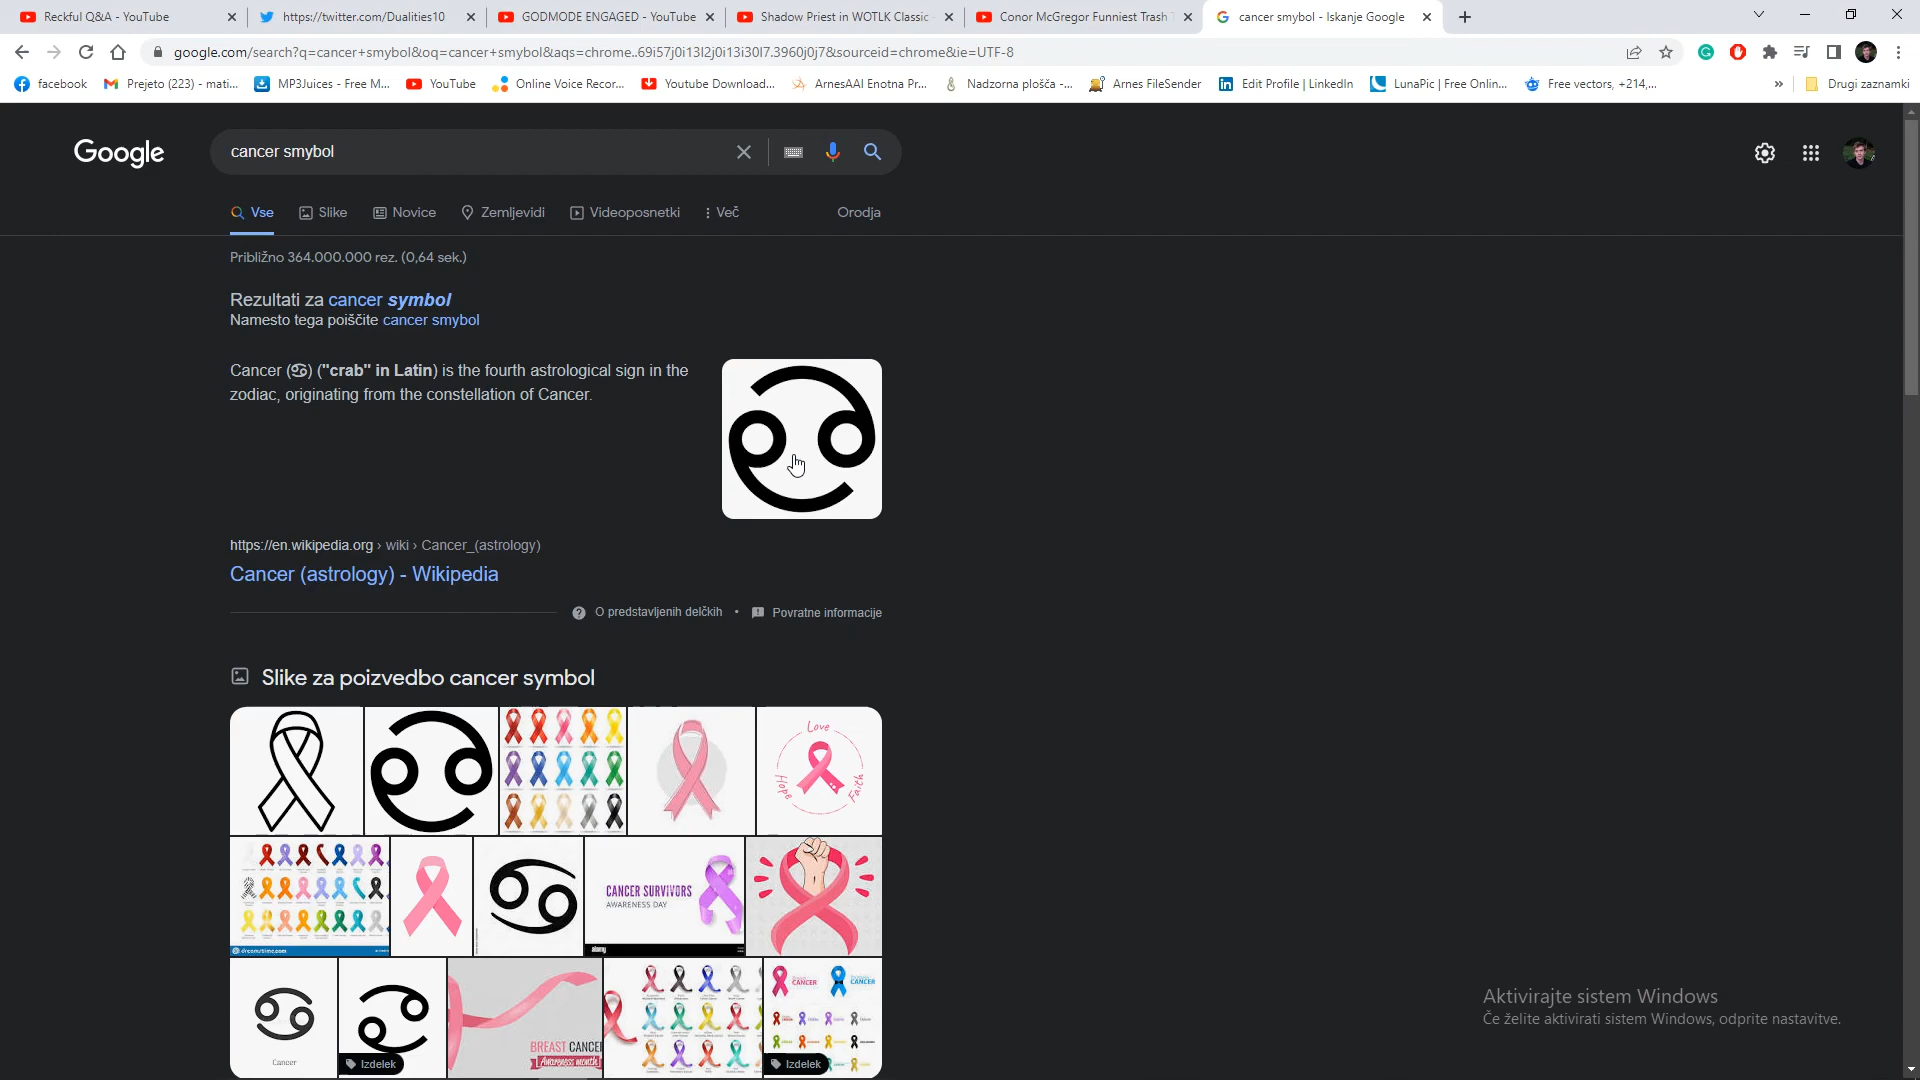 Reckful Q&A - YouTube
https://twitter.com/Dualities10
GODMODE ENGAGED - YouTube
Shadow Priest in WOTLK Classic
Conor McGregor Funniest Trash
cancer smybol - Iskanje Google
google.com/search?q=cancer+smybol&oq=cancer+smybol&aqs=chrome..69i57j0i13l2j0i13i30l7.3960j0j7&sourceid=chrome&ie=UTF-8
facebook
Prejeto (223) - mati...
MP3Juices - Free M...
YouTube
Online Voice Recor...
Youtube Download...
ArnesAAI Enotna Pr...
Nadzorna plošča -...
Arnes FileSender
Edit Profile | LinkedIn
LunaPic | Free Onlin...
Free vectors, +214,...
»
Drugi zaznamki
Google
cancer smybol
Vse
Slike
Novice
Zemljevidi
Videoposnetki
Več
Orodja
Približno 364.000.000 rez. (0,64 sek.)
Rezultati za cancer symbol
Namesto tega poiščite cancer smybol
Cancer (♋︎) ("crab" in Latin) is the fourth astrological sign in the
zodiac, originating from the constellation of Cancer.
https://en.wikipedia.org › wiki › Cancer_(astrology)
Cancer (astrology) - Wikipedia
O predstavljenih delčkih • Povratne informacije
Slike za poizvedbo cancer symbol
Love
Hope
Faith
dreamstime.com
CANCER SURVIVORS
AWARENESS DAY
alamy
Cancer
Izdelek
BREAST CANCER
Awareness month
CANCER
CANCER
Izdelek
Aktivirajte sistem Windows
Če želite aktivirati sistem Windows, odprite nastavitve.